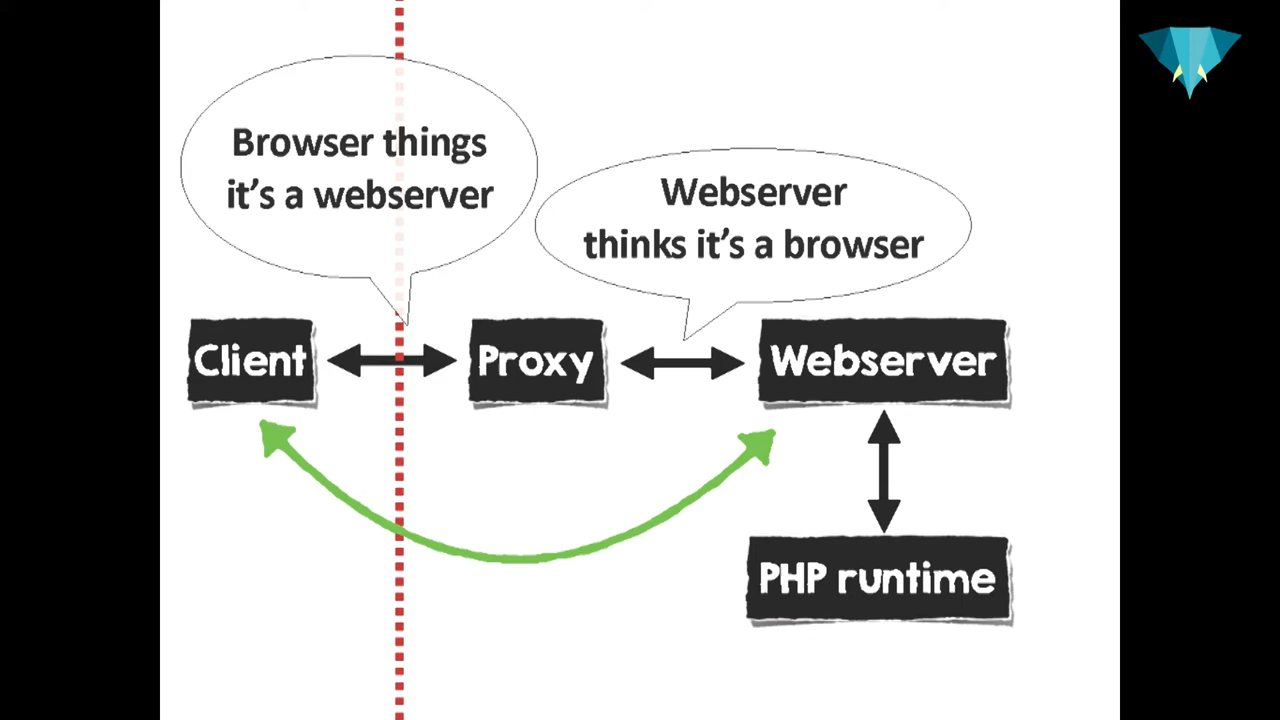 Browser things
it's a webserver
Webserver
thinks it's a browser
Client
Proxy
Webserver
PHP runtime